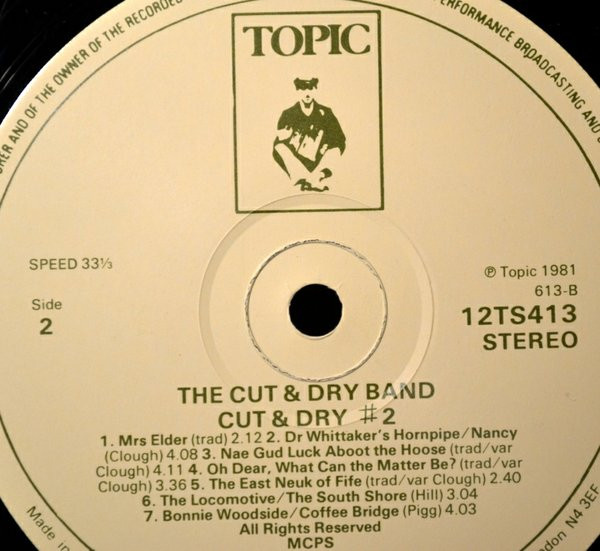 RER AND OF THE OWNER OF THE RECORDED
PERFORMANCE BROADCASTING AND
TOPIC
SPEED 33⅓
Side
2
℗ Topic 1981
613-B
12TS413
STEREO
THE CUT & DRY BAND
CUT & DRY #2
1. Mrs Elder (trad) 2.12 2. Dr Whittaker's Hornpipe/Nancy
(Clough) 4.08 3. Nae Gud Luck Aboot the Hoose (trad/var
Clough) 4.11 4. Oh Dear, What Can the Matter Be? (trad/var
Clough) 3.36 5. The East Neuk of Fife (trad/var Clough) 2.40
6. The Locomotive/The South Shore (Hill) 3.04
7. Bonnie Woodside/Coffee Bridge (Pigg) 4.03
All Rights Reserved
MCPS
Made in
don N4 3EF